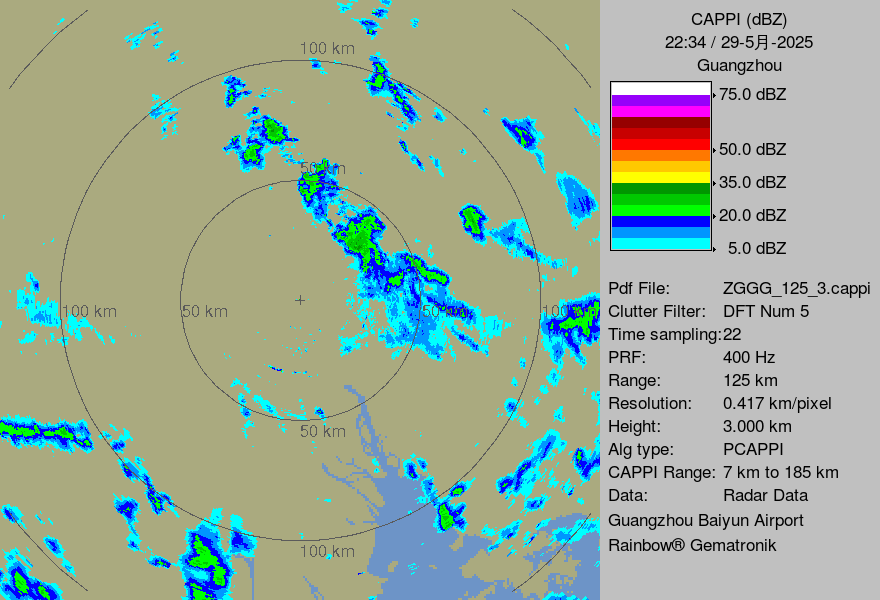 CAPPI (dBZ)
22:34 / 29-5月-2025
Guangzhou
75.0 dBZ
50.0 dBZ
35.0 dBZ
20.0 dBZ
5.0 dBZ
Pdf File: ZGGG_125_3.cappi
Clutter Filter: DFT Num 5
Time sampling:22
PRF: 400 Hz
Range: 125 km
Resolution: 0.417 km/pixel
Height: 3.000 km
Alg type: PCAPPI
CAPPI Range: 7 km to 185 km
Data: Radar Data
Guangzhou Baiyun Airport
Rainbow® Gematronik
100 km
50 km
100 km
50 km
50 km
100 km
50 km
100 km